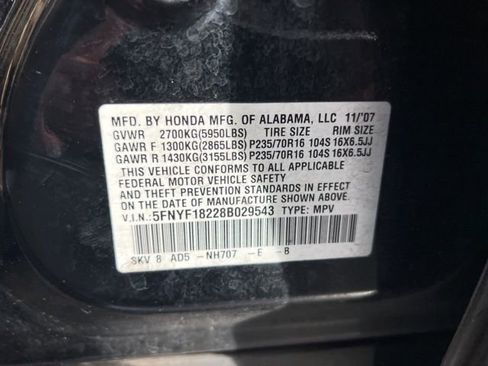 MFD. BY HONDA MFG. OF ALABAMA, LLC 11/'07
GVWR 2700KG(5950LBS) TIRE SIZE RIM SIZE
GAWR F 1300KG(2865LBS)P235/70R16 104S 16X6.5JJ
GAWR R 1430KG(3155LBS)P235/70R16 104S 16X6.5JJ
THIS VEHICLE CONFORMS TO ALL APPLICABLE
FEDERAL MOTOR VEHICLE SAFETY
STANDARDS IN EFFECT ON THE DATE OF
MANUFACTURE SHOWN ABOVE.
V.I.N.: 5FNYF18228B029543 TYPE: MPV
SKV 8 AD5 -NH707 -E - 8